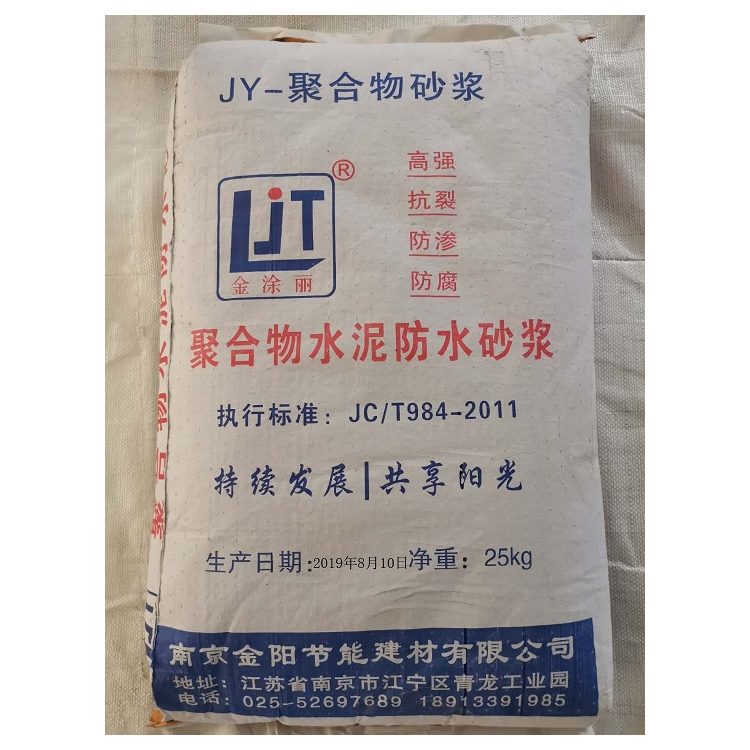 JY-聚合物砂浆
®
LJT
金涂丽
高强
抗裂
防渗
防腐
聚合物水泥防水砂浆
执行标准：JC/T984-2011
持续发展|共享阳光
生产日期：2019年8月10日净重：25kg
南京金阳节能建材有限公司
地址：江苏省南京市江宁区青龙工业园
电话：025-52697689 18913391985